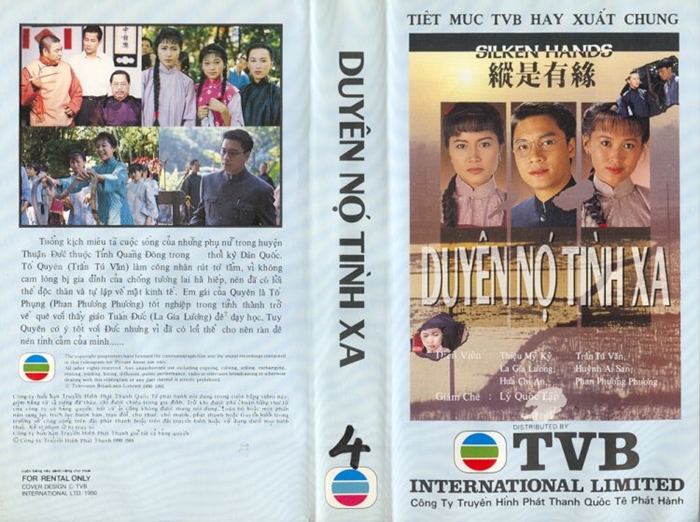 Tuồng kịch miêu tả cuộc sống của những phụ nữ trong huyện
Thuận Đức thuộc Tỉnh Quảng Đông trong thời kỳ Dân Quốc.
Tố Quyên (Trần Tú Văn) làm công nhân rút tơ tằm, vì không
cam lòng bị gia đình của chồng tương lai hà hiếp, nên đã có lời
thề độc thân và tự lập về mặt kinh tế. Em gái của Quyên là Tố
Phụng (Phan Phương Phương) tốt nghiệp trong tỉnh thành trở
về quê với thầy giáo Tuấn Đức (La Gia Lương) để dạy học, Tuy
Quyên có ý tốt với Đức nhưng vì đã có lời thề cho nên ràn đè
nén tình cảm của mình......
FOR RENTAL ONLY
COVER DESIGN © TVB
INTERNATIONAL LTD. 1990
DUYÊN NỢ TÌNH XA
4
TIẾT MỤC TVB HAY XUẤT CHUNG
SILKEN HANDS
縱是有緣
DUYÊN NỢ TÌNH XA
Diễn Viên : Thiệu Mỹ Kỳ, Trần Tú Văn,
La Gia Lương, Huỳnh Ái San,
Hứa Chí An, Phan Phương Phương
Giám Chế : Lý Quốc Lập
DISTRIBUTED BY
TVB
INTERNATIONAL LIMITED
Công Ty Truyền Hình Phát Thanh Quốc Tế Phát Hành